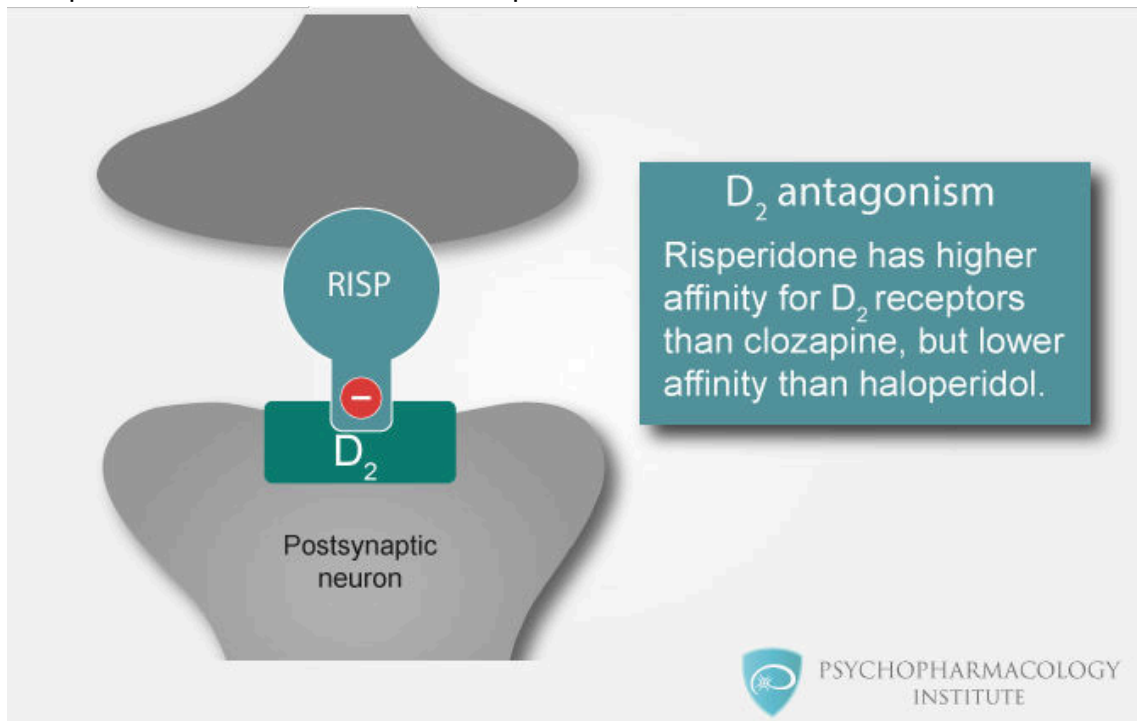 RISP
D₂
Postsynaptic
neuron
D₂ antagonism
Risperidone has higher
affinity for D₂ receptors
than clozapine, but lower
affinity than haloperidol.
PSYCHOPHARMACOLOGY
INSTITUTE